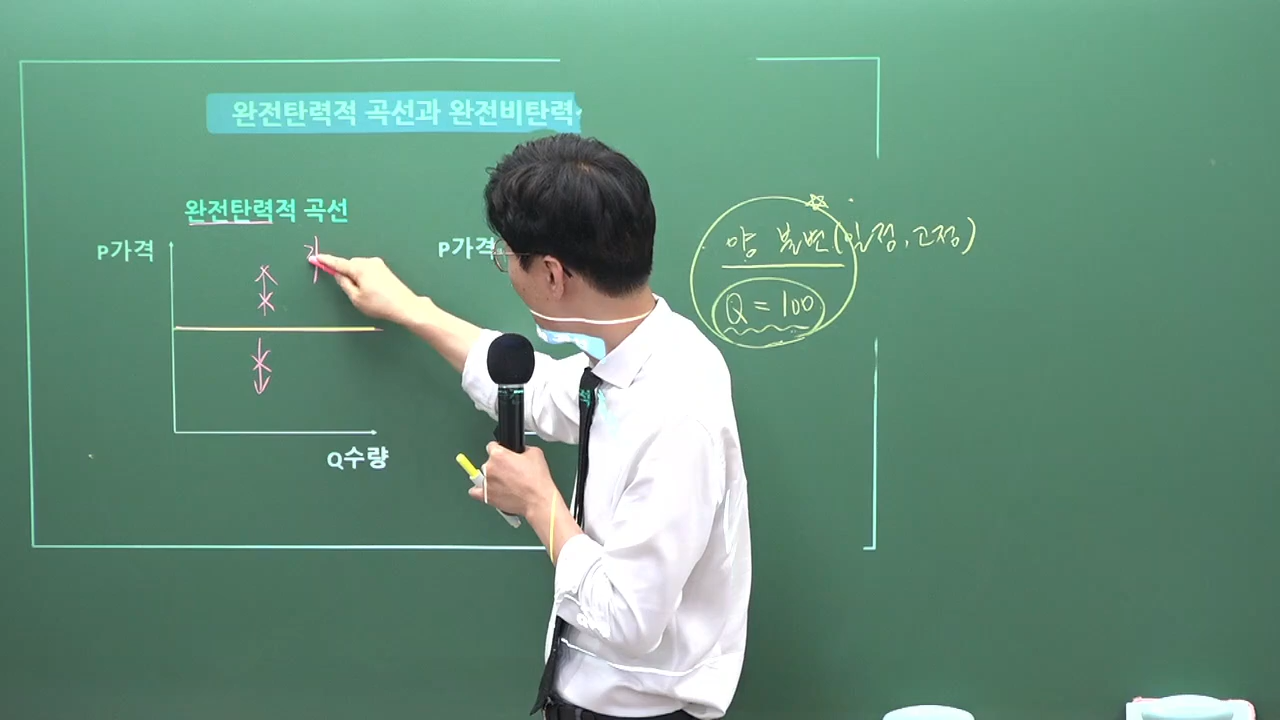 완전탄력적 곡선과 완전비탄력
완전탄력적 곡선
P가격
Q수량
P가격
양 불변(일정, 고정)
Q = 100